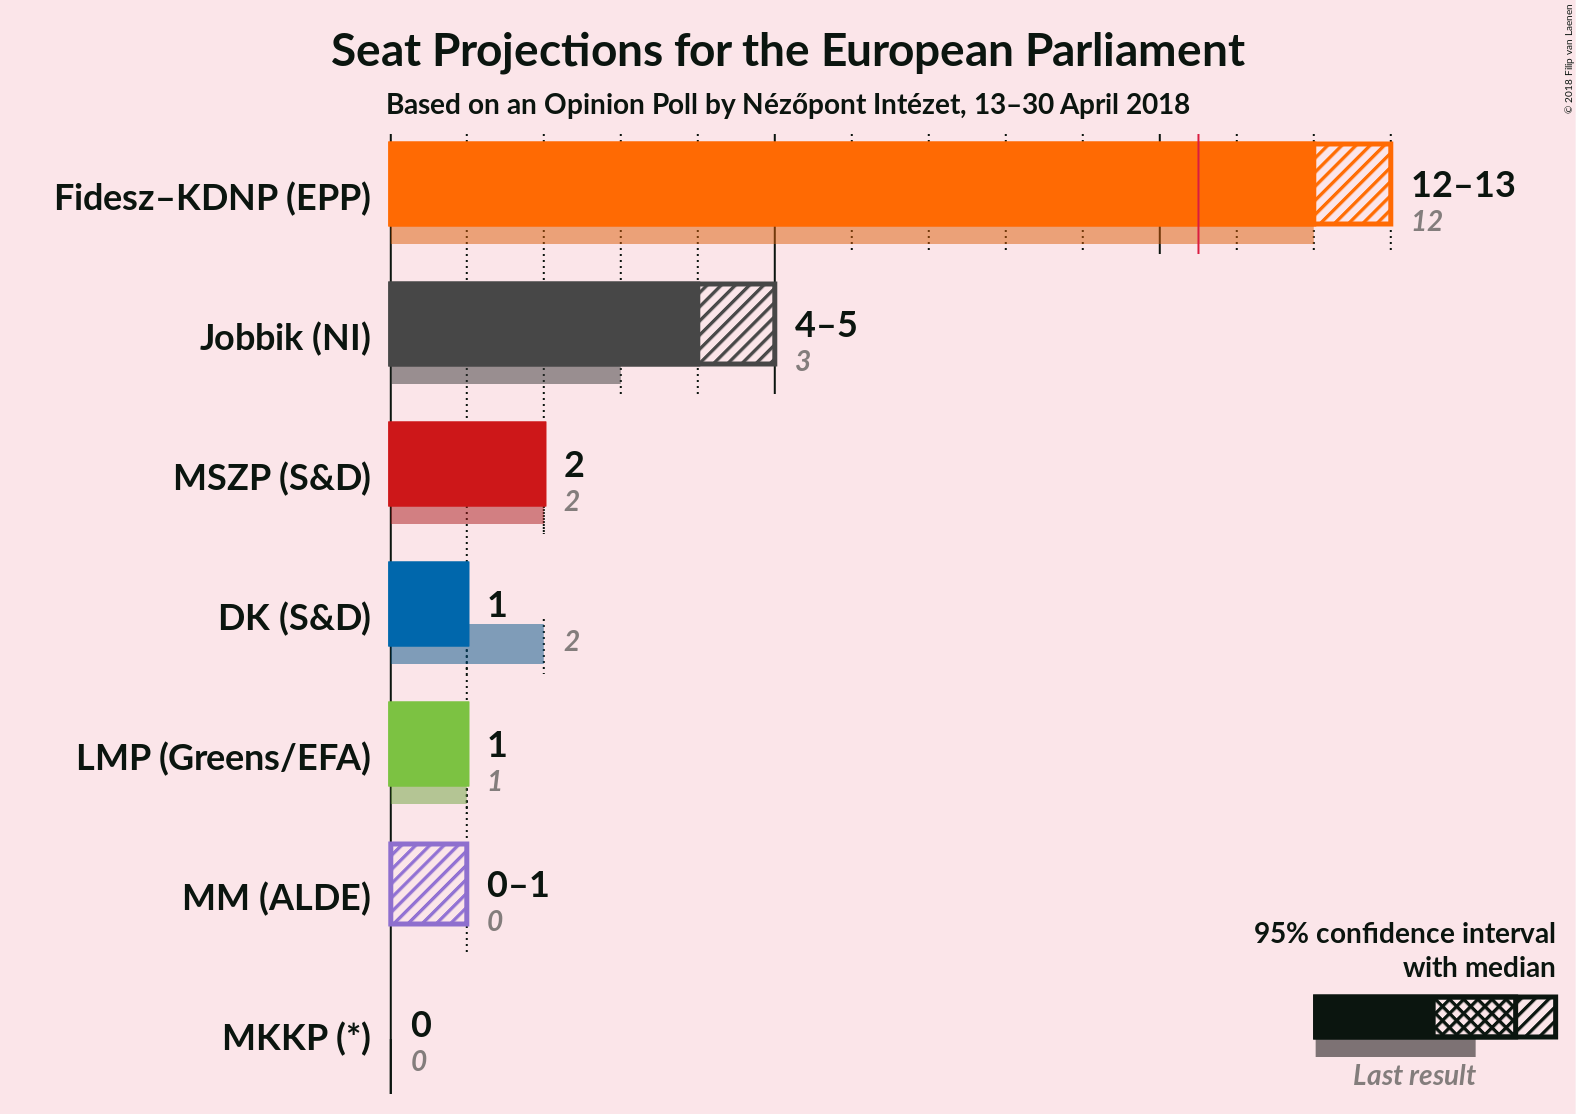 Seat Projections for the European Parliament
Based on an Opinion Poll by Nézőpont Intézet, 13–30 April 2018
© 2018 Filip van Laenen
Fidesz–KDNP (EPP)
12–13
12
Jobbik (NI)
4–5
3
MSZP (S&D)
2
2
DK (S&D)
1
2
LMP (Greens/EFA)
1
1
MM (ALDE)
0–1
0
MKKP (*)
0
0
95% confidence interval
with median
Last result